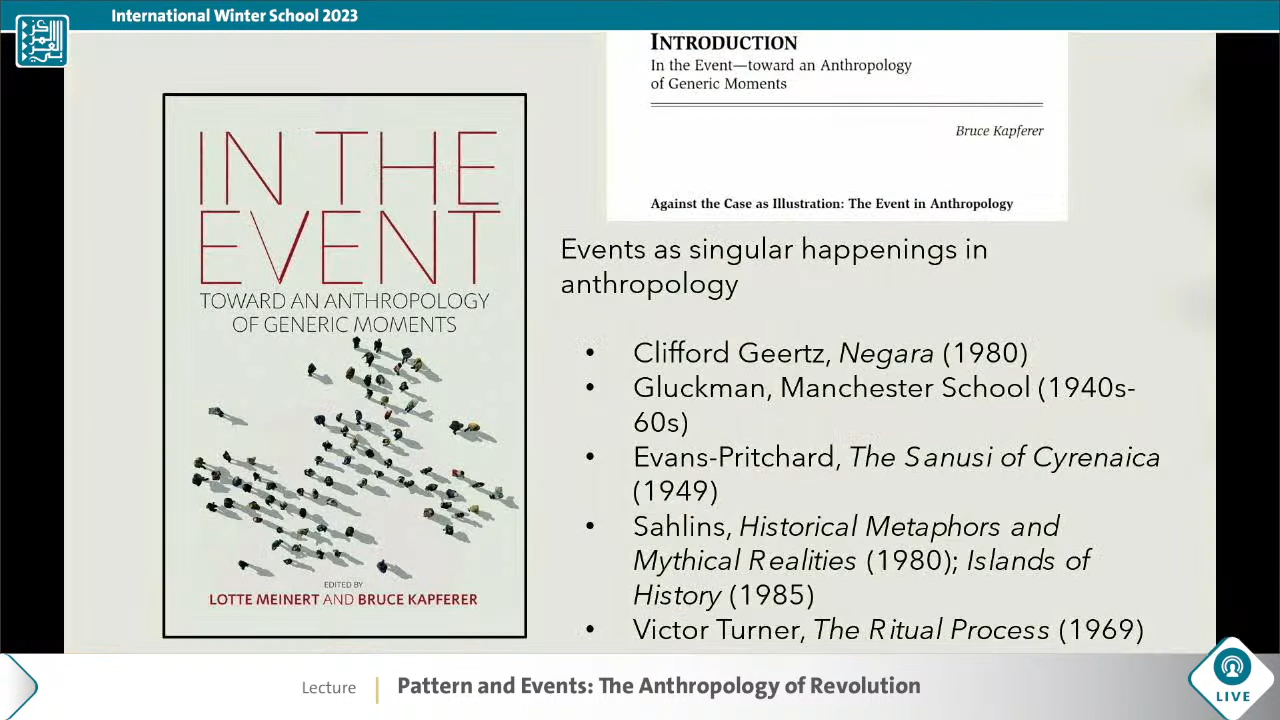 International Winter School 2023
INTRODUCTION
In the Event—toward an Anthropology
of Generic Moments
Bruce Kapferer
Against the Case as Illustration: The Event in Anthropology
IN THE
EVENT
TOWARD AN ANTHROPOLOGY
OF GENERIC MOMENTS
EDITED BY
LOTTE MEINERT AND BRUCE KAPFERER
Events as singular happenings in
anthropology
• Clifford Geertz, Negara (1980)
• Gluckman, Manchester School (1940s-
60s)
• Evans-Pritchard, The Sanusi of Cyrenaica
(1949)
• Sahlins, Historical Metaphors and
Mythical Realities (1980); Islands of
History (1985)
• Victor Turner, The Ritual Process (1969)
Lecture
Pattern and Events: The Anthropology of Revolution
LIVE